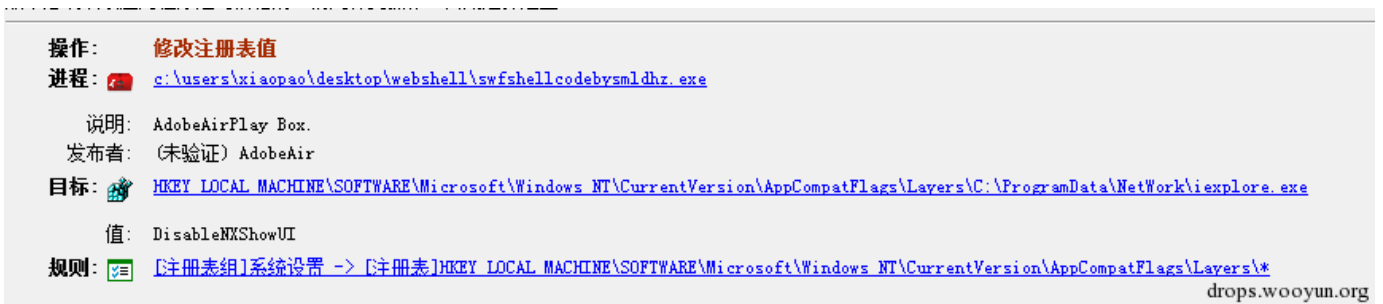 操作: 修改注册表值
进程: c:\users\xiaopao\desktop\webshell\swfshellcodebysmldhz.exe
说明: AdobeAirPlay Box.
发布者: (未验证) AdobeAir
目标: HKEY_LOCAL_MACHINE\SOFTWARE\Microsoft\Windows NT\CurrentVersion\AppCompatFlags\Layers\C:\ProgramData\NetWork\iexplore.exe
值: DisableNXShowUI
规则: [注册表组]系统设置 -> [注册表]HKEY_LOCAL_MACHINE\SOFTWARE\Microsoft\Windows NT\CurrentVersion\AppCompatFlags\Layers\*
drops.wooyun.org